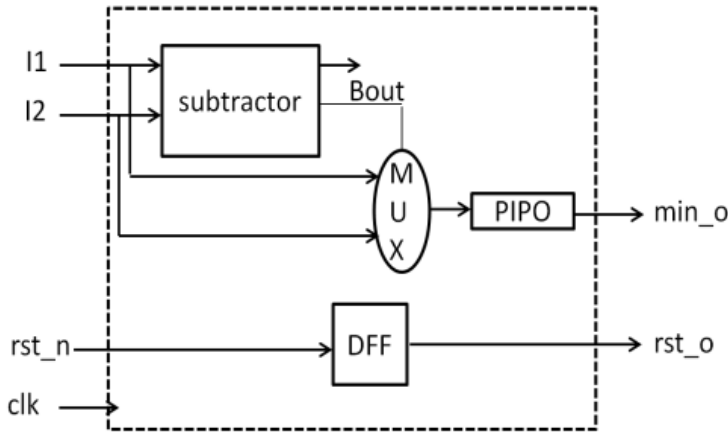 I1
I2
subtractor
Bout
M
U
X
PIPO
min_o
rst_n
DFF
rst_o
clk